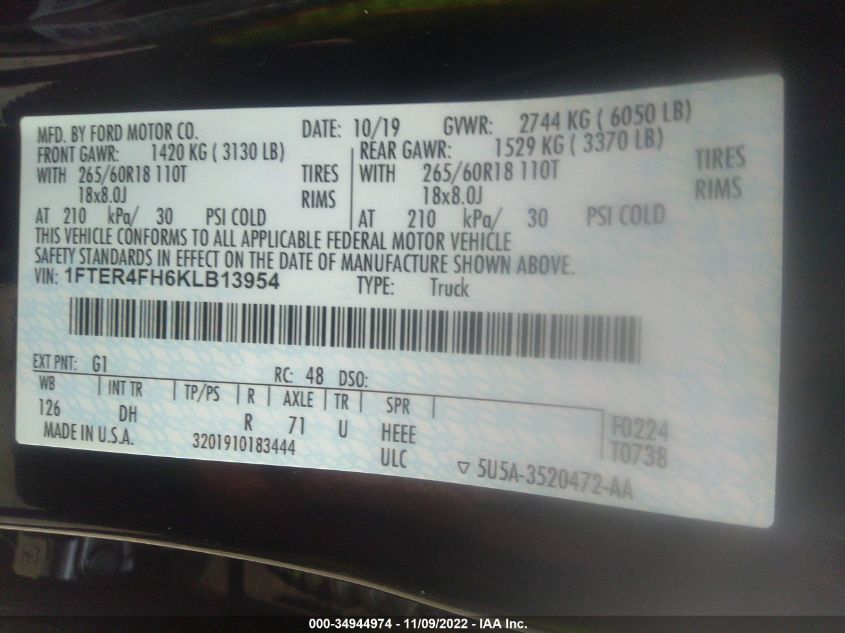 MFD. BY FORD MOTOR CO. DATE: 10/19 GVWR: 2744 KG ( 6050 LB)
FRONT GAWR: 1420 KG ( 3130 LB) REAR GAWR: 1529 KG ( 3370 LB)
WITH 265/60R18 110T TIRES WITH 265/60R18 110T TIRES
18x8.0J RIMS 18x8.0J RIMS
AT 210 kPa/ 30 PSI COLD AT 210 kPa/ 30 PSI COLD
THIS VEHICLE CONFORMS TO ALL APPLICABLE FEDERAL MOTOR VEHICLE
SAFETY STANDARDS IN EFFECT ON THE DATE OF MANUFACTURE SHOWN ABOVE.
VIN: 1FTER4FH6KLB13954 TYPE: Truck
EXT PNT: G1 RC: 48 DSO:
WB INT TR TP/PS R AXLE TR SPR
126 DH R 71 U HEEE F0224
MADE IN U.S.A. 3201910183444 ULC T0738
5U5A-3520472-AA
000-34944974 - 11/09/2022 - IAA Inc.